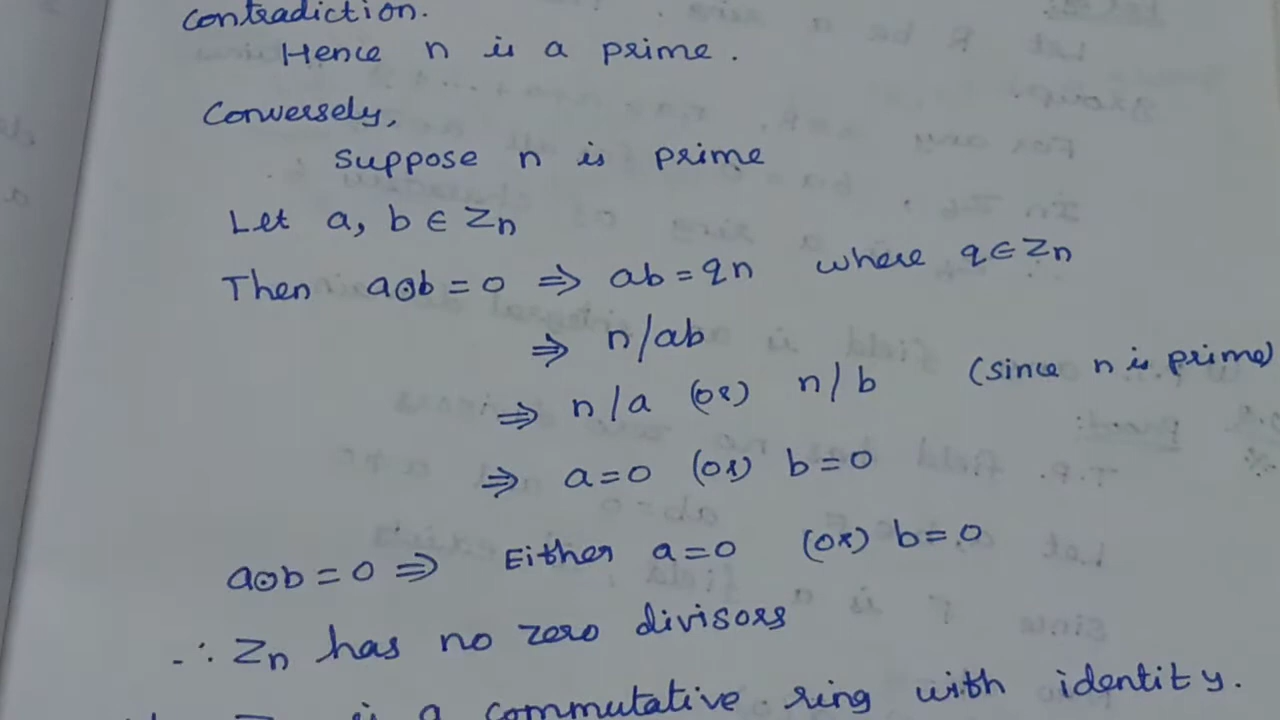 contradiction.
Hence n is a prime.
Conversely,
suppose n is prime
Let a, b ∈ Zn
Then a⊙b = 0 ⇒ ab = qn where q ∈ Zn
⇒ n/ab
⇒ n/a (or) n/b (since n is prime)
⇒ a=0 (or) b=0
a⊙b = 0 ⇒ Either a=0 (or) b=0
∴ Zn has no zero divisors
is a commutative ring with identity.